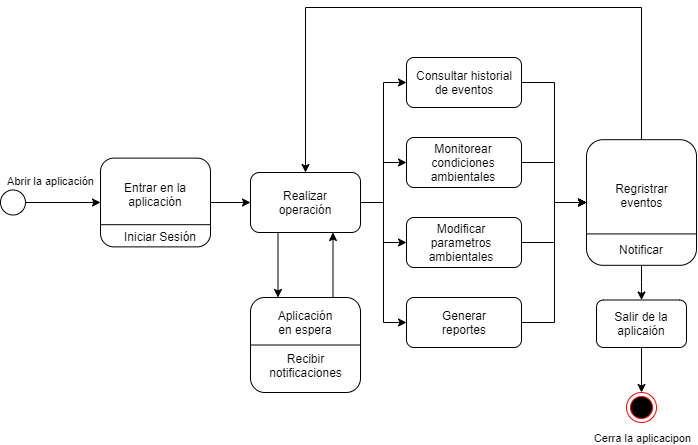 Abrir la aplicación
Entrar en la
aplicación
Iniciar Sesión
Realizar
operación
Aplicación
en espera
Recibir
notificaciones
Consultar historial
de eventos
Monitorear
condiciones
ambientales
Modificar
parametros
ambientales
Generar
reportes
Regristrar
eventos
Notificar
Salir de la
aplicaión
Cerra la aplicacipon